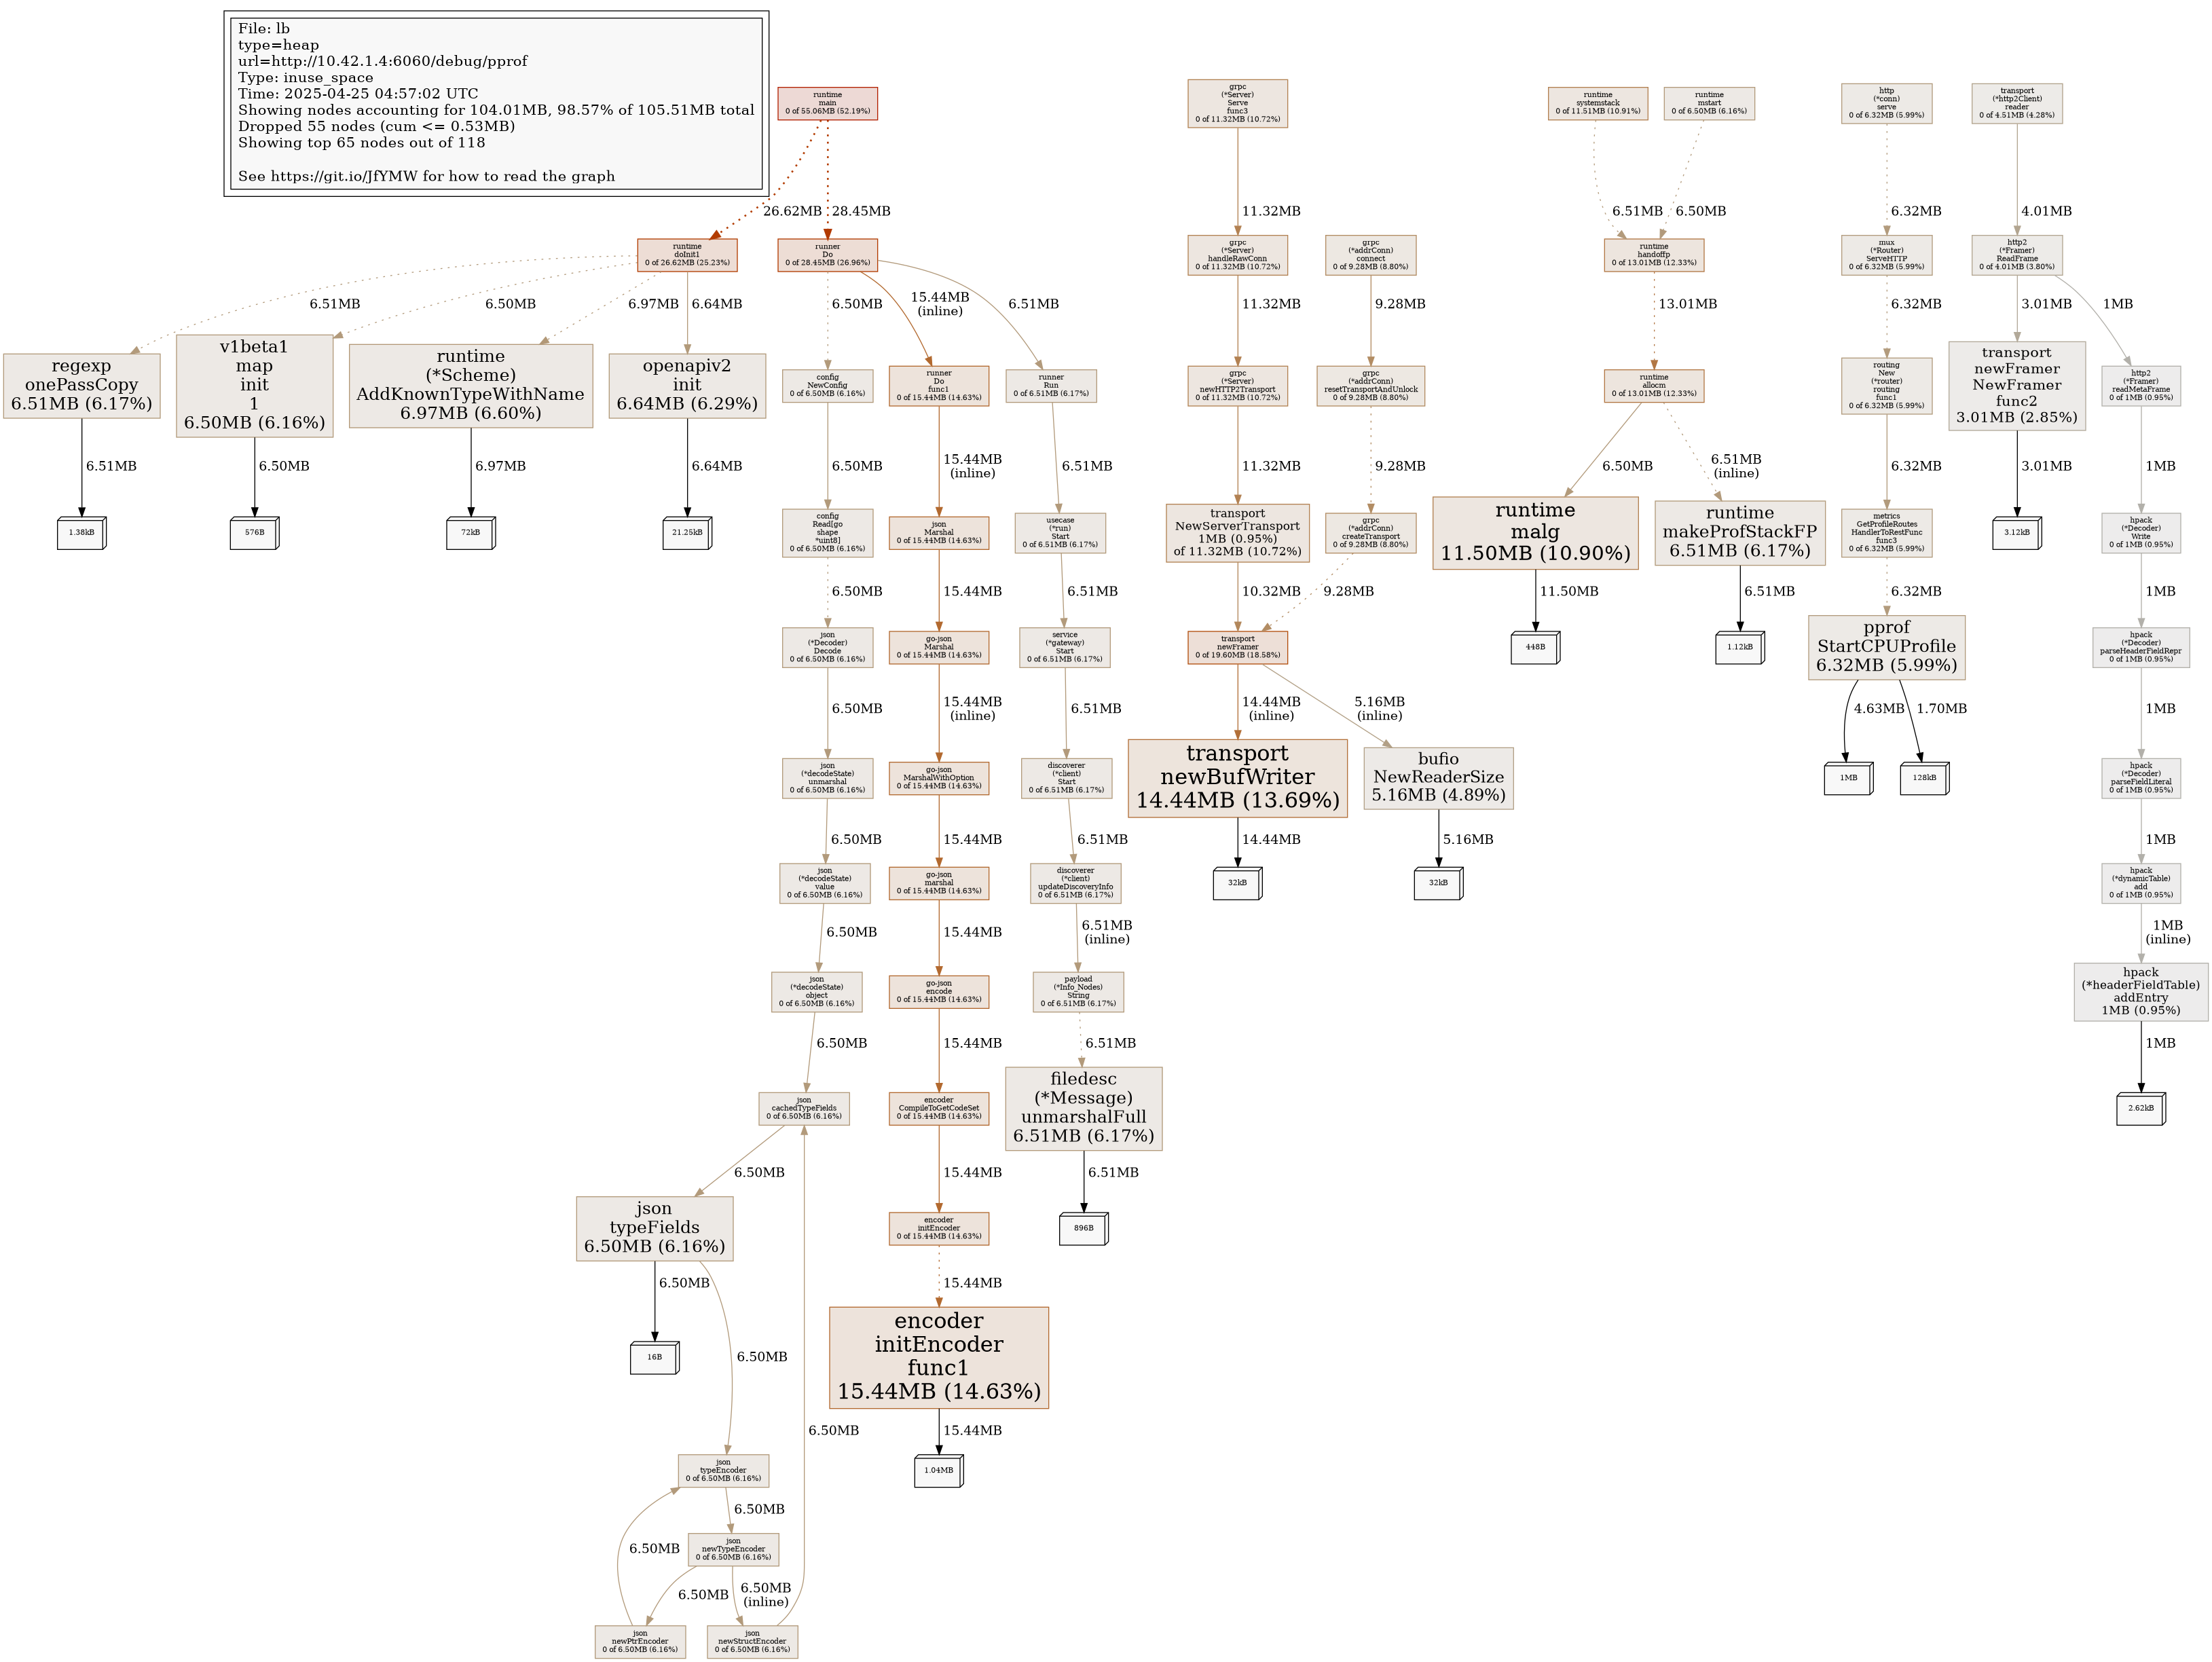 File: lb
type=heap
url=http://10.42.1.4:6060/debug/pprof
Type: inuse_space
Time: 2025-04-25 04:57:02 UTC
Showing nodes accounting for 104.01MB, 98.57% of 105.51MB total
Dropped 55 nodes (cum <= 0.53MB)
Showing top 65 nodes out of 118
See https://git.io/JfYMW for how to read the graph
runtime
main
0 of 55.06MB (52.19%)
26.62MB
28.45MB
runtime
doInit1
0 of 26.62MB (25.23%)
6.51MB
6.50MB
6.97MB
6.64MB
regexp
onePassCopy
6.51MB (6.17%)
6.51MB
1.38kB
v1beta1
map
init
1
6.50MB (6.16%)
6.50MB
576B
runtime
(*Scheme)
AddKnownTypeWithName
6.97MB (6.60%)
6.97MB
72kB
openapiv2
init
6.64MB (6.29%)
6.64MB
21.25kB
runner
Do
0 of 28.45MB (26.96%)
6.50MB
15.44MB
(inline)
6.51MB
config
NewConfig
0 of 6.50MB (6.16%)
6.50MB
config
Read[go
shape
*uint8]
0 of 6.50MB (6.16%)
6.50MB
json
(*Decoder)
Decode
0 of 6.50MB (6.16%)
6.50MB
json
(*decodeState)
unmarshal
0 of 6.50MB (6.16%)
6.50MB
json
(*decodeState)
value
0 of 6.50MB (6.16%)
6.50MB
json
(*decodeState)
object
0 of 6.50MB (6.16%)
6.50MB
json
cachedTypeFields
0 of 6.50MB (6.16%)
6.50MB
json
typeFields
6.50MB (6.16%)
6.50MB
16B
6.50MB
json
typeEncoder
0 of 6.50MB (6.16%)
6.50MB
json
newTypeEncoder
0 of 6.50MB (6.16%)
6.50MB
6.50MB
6.50MB
(inline)
json
newPtrEncoder
0 of 6.50MB (6.16%)
json
newStructEncoder
0 of 6.50MB (6.16%)
6.50MB
runner
Do
func1
0 of 15.44MB (14.63%)
15.44MB
(inline)
json
Marshal
0 of 15.44MB (14.63%)
15.44MB
go-json
Marshal
0 of 15.44MB (14.63%)
15.44MB
(inline)
go-json
MarshalWithOption
0 of 15.44MB (14.63%)
15.44MB
go-json
marshal
0 of 15.44MB (14.63%)
15.44MB
go-json
encode
0 of 15.44MB (14.63%)
15.44MB
encoder
CompileToGetCodeSet
0 of 15.44MB (14.63%)
15.44MB
encoder
initEncoder
0 of 15.44MB (14.63%)
15.44MB
encoder
initEncoder
func1
15.44MB (14.63%)
15.44MB
1.04MB
runner
Run
0 of 6.51MB (6.17%)
6.51MB
usecase
(*run)
Start
0 of 6.51MB (6.17%)
6.51MB
service
(*gateway)
Start
0 of 6.51MB (6.17%)
6.51MB
discoverer
(*client)
Start
0 of 6.51MB (6.17%)
6.51MB
discoverer
(*client)
updateDiscoveryInfo
0 of 6.51MB (6.17%)
6.51MB
(inline)
payload
(*Info_Nodes)
String
0 of 6.51MB (6.17%)
6.51MB
filedesc
(*Message)
unmarshalFull
6.51MB (6.17%)
6.51MB
896B
grpc
(*Server)
Serve
func3
0 of 11.32MB (10.72%)
11.32MB
grpc
(*Server)
handleRawConn
0 of 11.32MB (10.72%)
11.32MB
grpc
(*Server)
newHTTP2Transport
0 of 11.32MB (10.72%)
11.32MB
transport
NewServerTransport
1MB (0.95%)
of 11.32MB (10.72%)
10.32MB
grpc
(*addrConn)
connect
0 of 9.28MB (8.80%)
9.28MB
grpc
(*addrConn)
resetTransportAndUnlock
0 of 9.28MB (8.80%)
9.28MB
grpc
(*addrConn)
createTransport
0 of 9.28MB (8.80%)
9.28MB
transport
newFramer
0 of 19.60MB (18.58%)
14.44MB
(inline)
5.16MB
(inline)
transport
newBufWriter
14.44MB (13.69%)
14.44MB
32kB
bufio
NewReaderSize
5.16MB (4.89%)
5.16MB
32kB
runtime
systemstack
0 of 11.51MB (10.91%)
6.51MB
runtime
mstart
0 of 6.50MB (6.16%)
6.50MB
runtime
handoffp
0 of 13.01MB (12.33%)
13.01MB
runtime
allocm
0 of 13.01MB (12.33%)
6.50MB
6.51MB
(inline)
runtime
malg
11.50MB (10.90%)
11.50MB
448B
runtime
makeProfStackFP
6.51MB (6.17%)
6.51MB
1.12kB
http
(*conn)
serve
0 of 6.32MB (5.99%)
6.32MB
mux
(*Router)
ServeHTTP
0 of 6.32MB (5.99%)
6.32MB
routing
New
(*router)
routing
func1
0 of 6.32MB (5.99%)
6.32MB
metrics
GetProfileRoutes
HandlerToRestFunc
func3
0 of 6.32MB (5.99%)
6.32MB
pprof
StartCPUProfile
6.32MB (5.99%)
4.63MB
1.70MB
1MB
128kB
transport
(*http2Client)
reader
0 of 4.51MB (4.28%)
4.01MB
http2
(*Framer)
ReadFrame
0 of 4.01MB (3.80%)
3.01MB
1MB
transport
newFramer
NewFramer
func2
3.01MB (2.85%)
3.01MB
3.12kB
http2
(*Framer)
readMetaFrame
0 of 1MB (0.95%)
1MB
hpack
(*Decoder)
Write
0 of 1MB (0.95%)
1MB
hpack
(*Decoder)
parseHeaderFieldRepr
0 of 1MB (0.95%)
1MB
hpack
(*Decoder)
parseFieldLiteral
0 of 1MB (0.95%)
1MB
hpack
(*dynamicTable)
add
0 of 1MB (0.95%)
1MB
(inline)
hpack
(*headerFieldTable)
addEntry
1MB (0.95%)
1MB
2.62kB